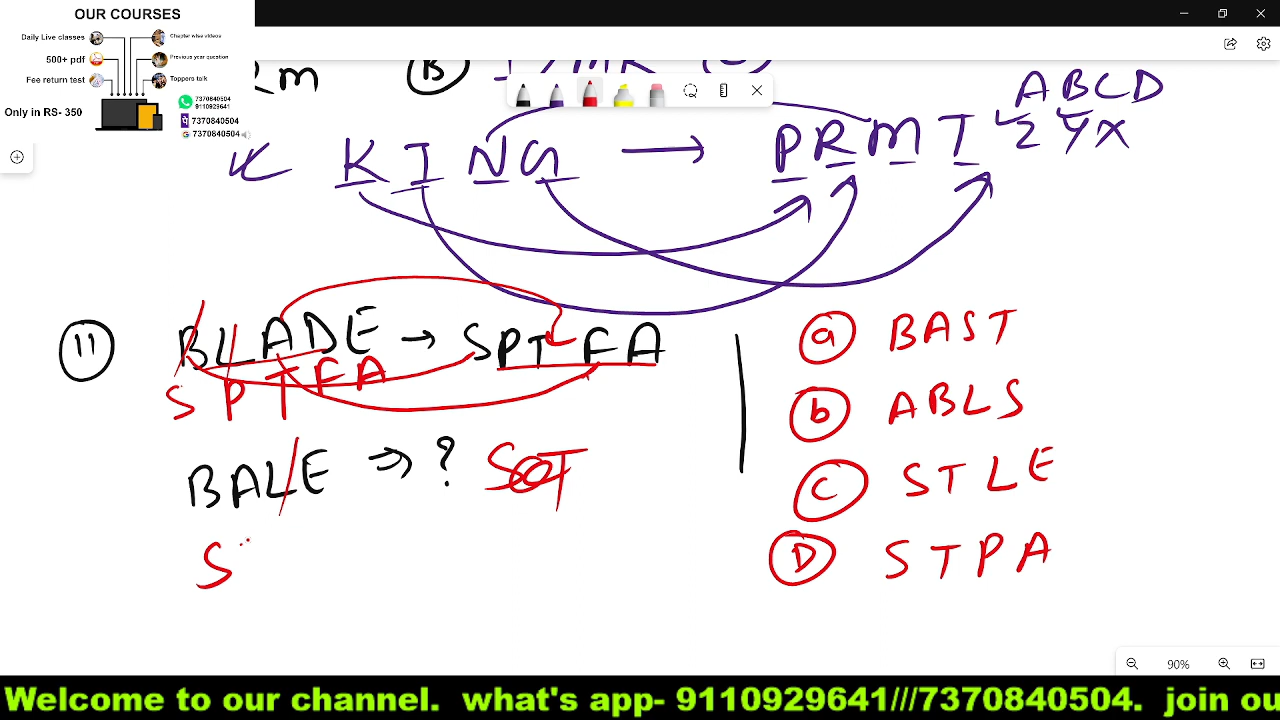 OUR COURSES
Daily Live classes
Chapter wise videos
500+ pdf
Previous year question
Fee return test
Toppers talk
Only in RS- 350
7370840504
9110929641
7370840504
7370840504
m
B
ABCD
ZYX
KING → PRMT
11 BLADE → SPTFA
SPTFA
BALE ⇒ ?
S
a BAST
b ABLS
C STLE
D STPA
90%
Welcome to our channel. what's app- 9110929641///7370840504. join ou